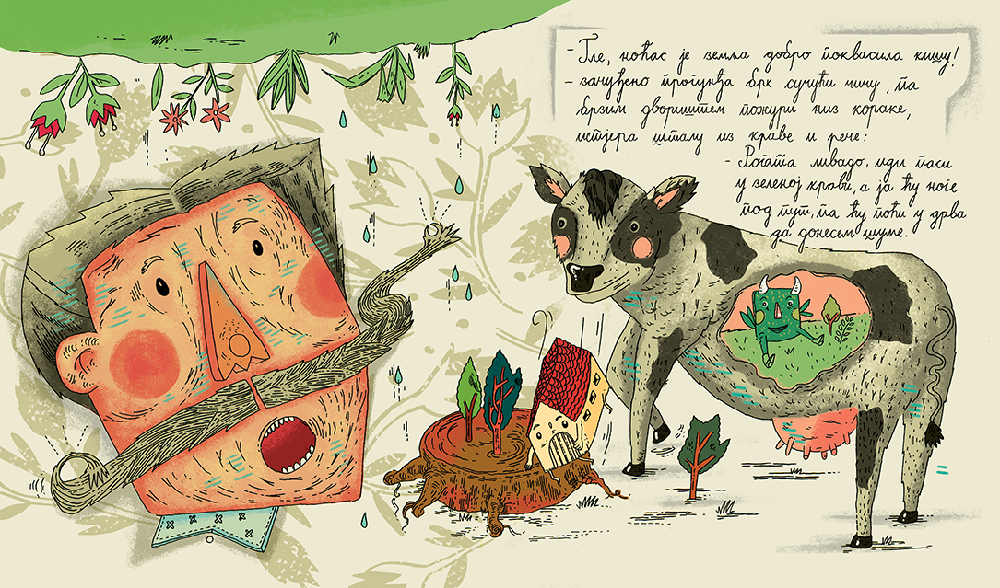 - Гле, ноћас је земља добро поквасила кишу!
- зачуђено прогунђа брк сучући чичу, па
брзим двориштем пожури низ кораке,
истјера шталу из краве и рече:
- Рогата ливадо, иди паси
у зеленој крави, а ја ћу ноге
под пут, па ћу поћи у дрва
да донесем шуме.